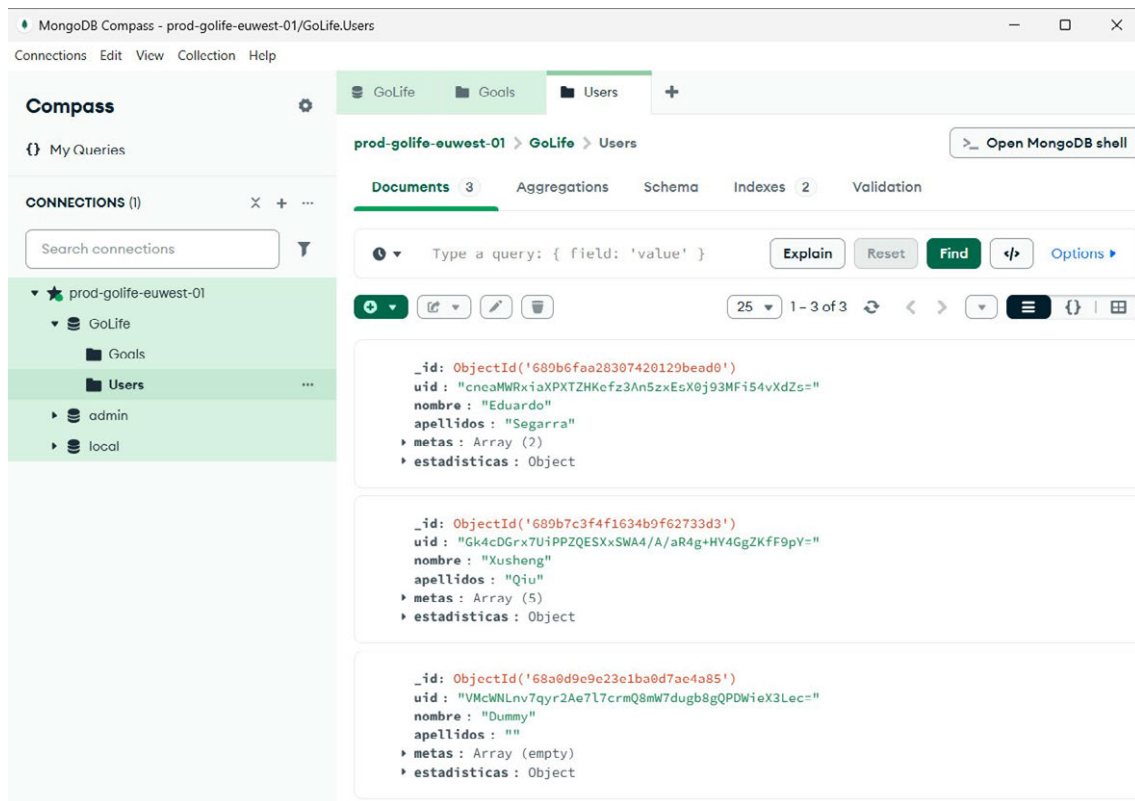 MongoDB Compass - prod-golife-euwest-01/GoLife.Users
Connections Edit View Collection Help
Compass
{} My Queries
CONNECTIONS (1)
Search connections
prod-golife-euwest-01
GoLife
Goals
Users
admin
local
GoLife Goals Users
prod-golife-euwest-01 > GoLife > Users
>_ Open MongoDB shell
Documents 3 Aggregations Schema Indexes 2 Validation
Type a query: { field: 'value' }
Explain Reset Find </> Options
25 1 – 3 of 3 {}
_id: ObjectId('689b6faa28307420129bead0')
uid : "cneaMWRxiaXPXTZHKefz3An5zxEsX0j93MFi54vXdZs="
nombre : "Eduardo"
apellidos : "Segarra"
metas : Array (2)
estadisticas : Object
_id: ObjectId('689b7c3f4f1634b9f62733d3')
uid : "Gk4cDGrx7UiPPZQESXxSWA4/A/aR4g+HY4GgZKfF9pY="
nombre : "Xusheng"
apellidos : "Qiu"
metas : Array (5)
estadisticas : Object
_id: ObjectId('68a0d9e9e23e1ba0d7ae4a85')
uid : "VMcWNLnv7qyr2Ae7l7crmQ8mW7dugb8gQPDWieX3Lec="
nombre : "Dummy"
apellidos : ""
metas : Array (empty)
estadisticas : Object